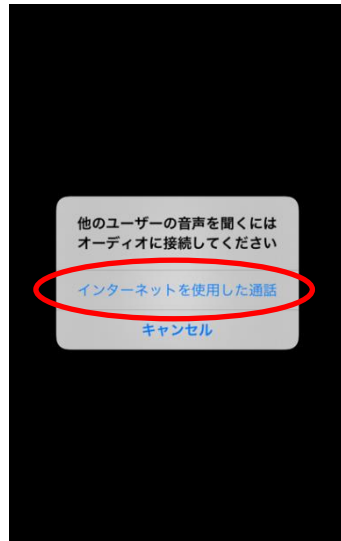 他のユーザーの音声を聞くには
オーディオに接続してください
インターネットを使用した通話
キャンセル